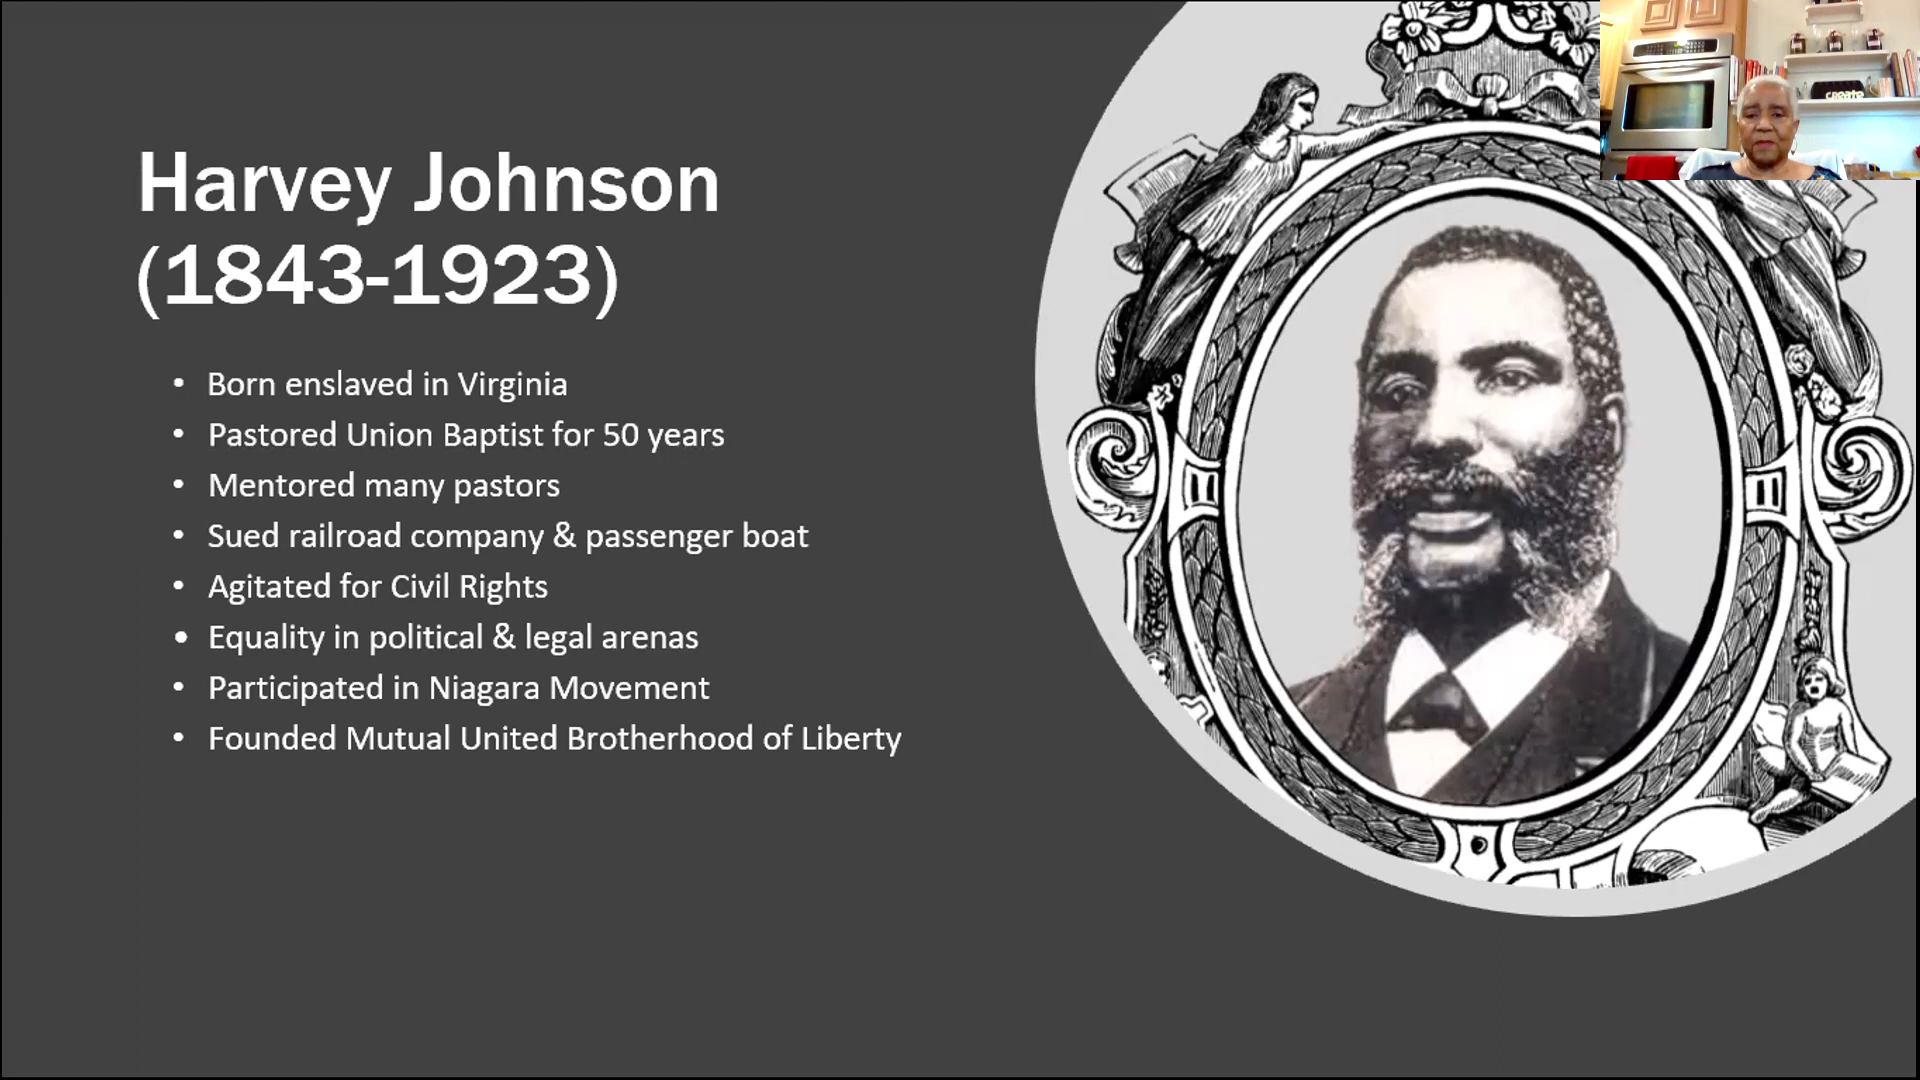 Harvey Johnson
(1843-1923)
• Born enslaved in Virginia
• Pastored Union Baptist for 50 years
• Mentored many pastors
• Sued railroad company & passenger boat
• Agitated for Civil Rights
• Equality in political & legal arenas
• Participated in Niagara Movement
• Founded Mutual United Brotherhood of Liberty
create